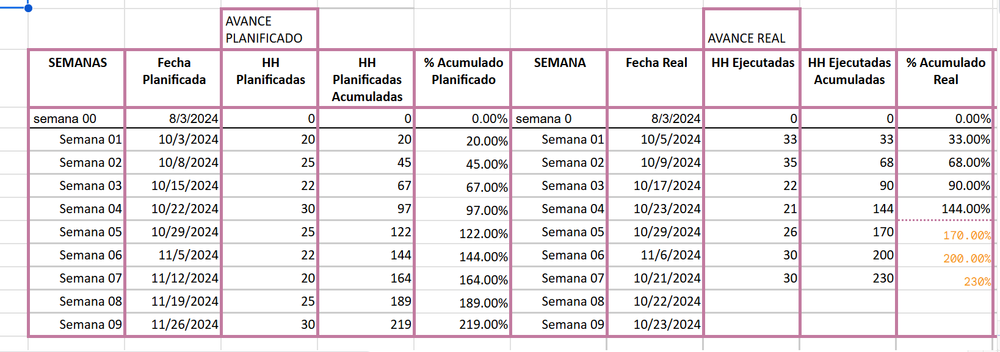 AVANCE
PLANIFICADO
AVANCE REAL
SEMANAS Fecha Planificada HH Planificadas HH Planificadas Acumuladas % Acumulado Planificado SEMANA Fecha Real HH Ejecutadas HH Ejecutadas Acumuladas % Acumulado Real
semana 00 8/3/2024 0 0 0.00% semana 0 8/3/2024 0 0 0.00%
Semana 01 10/3/2024 20 20 20.00% Semana 01 10/5/2024 33 33 33.00%
Semana 02 10/8/2024 25 45 45.00% Semana 02 10/9/2024 35 68 68.00%
Semana 03 10/15/2024 22 67 67.00% Semana 03 10/17/2024 22 90 90.00%
Semana 04 10/22/2024 30 97 97.00% Semana 04 10/23/2024 21 144 144.00%
Semana 05 10/29/2024 25 122 122.00% Semana 05 10/29/2024 26 170 170.00%
Semana 06 11/5/2024 22 144 144.00% Semana 06 11/6/2024 30 200 200.00%
Semana 07 11/12/2024 20 164 164.00% Semana 07 10/21/2024 30 230 230%
Semana 08 11/19/2024 25 189 189.00% Semana 08 10/22/2024
Semana 09 11/26/2024 30 219 219.00% Semana 09 10/23/2024